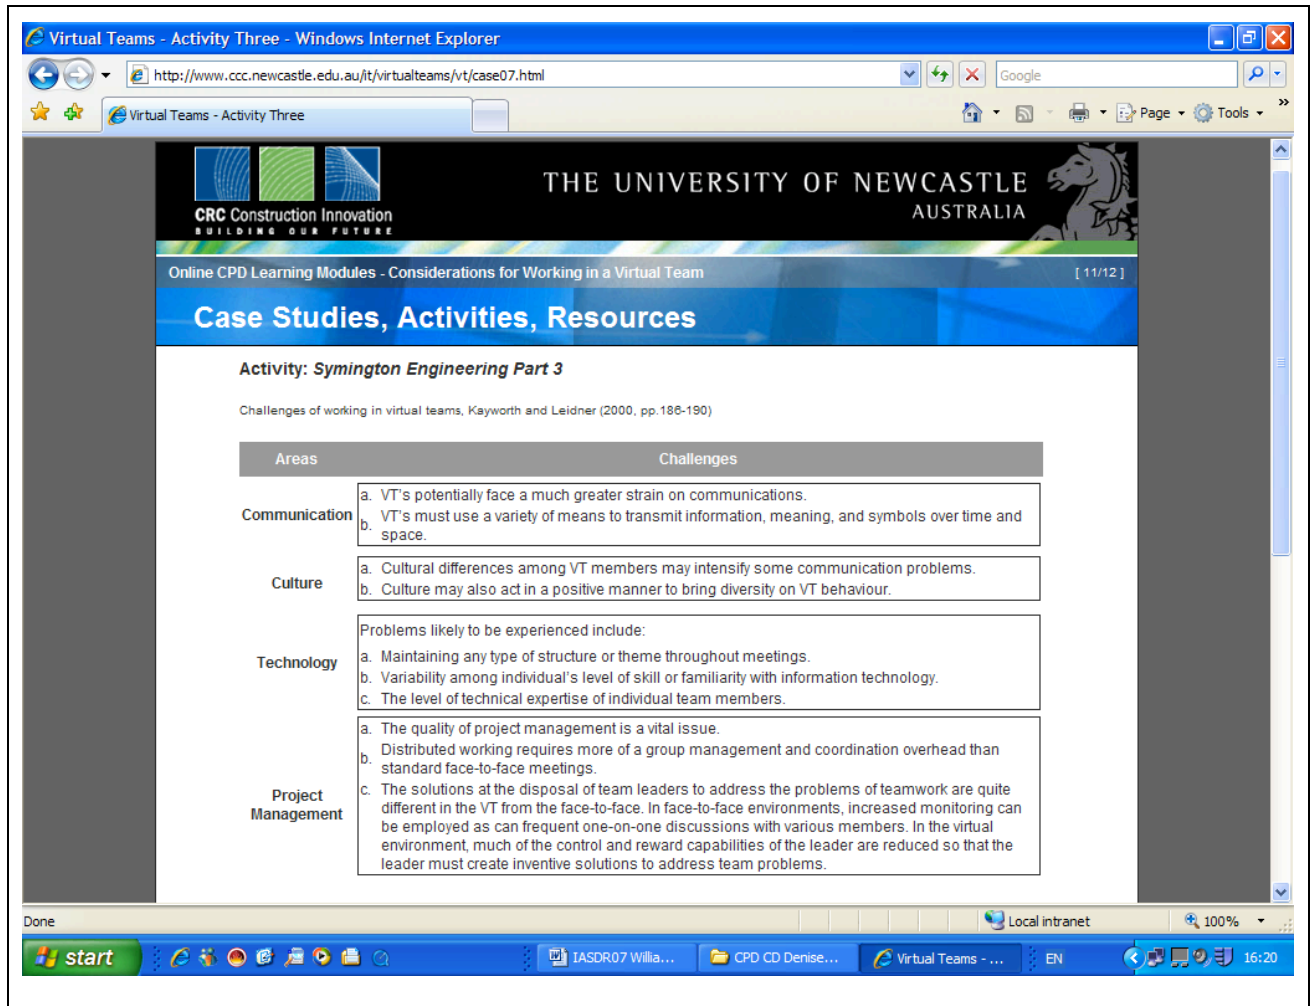 Virtual Teams - Activity Three - Windows Internet Explorer
http://www.ccc.newcastle.edu.au/it/virtualteams/vt/case07.html
Google
Virtual Teams - Activity Three
Page
Tools
CRC Construction Innovation
BUILDING OUR FUTURE
THE UNIVERSITY OF NEWCASTLE
AUSTRALIA
Online CPD Learning Modules - Considerations for Working in a Virtual Team
[ 11/12 ]
Case Studies, Activities, Resources
Activity: Symington Engineering Part 3
Challenges of working in virtual teams, Kayworth and Leidner (2000, pp.186-190)
Areas
Challenges
Communication
a. VT's potentially face a much greater strain on communications.
b. VT's must use a variety of means to transmit information, meaning, and symbols over time and
space.
Culture
a. Cultural differences among VT members may intensify some communication problems.
b. Culture may also act in a positive manner to bring diversity on VT behaviour.
Technology
Problems likely to be experienced include:
a. Maintaining any type of structure or theme throughout meetings.
b. Variability among individual's level of skill or familiarity with information technology.
c. The level of technical expertise of individual team members.
Project
Management
a. The quality of project management is a vital issue.
b. Distributed working requires more of a group management and coordination overhead than
standard face-to-face meetings.
c. The solutions at the disposal of team leaders to address the problems of teamwork are quite
different in the VT from the face-to-face. In face-to-face environments, increased monitoring can
be employed as can frequent one-on-one discussions with various members. In the virtual
environment, much of the control and reward capabilities of the leader are reduced so that the
leader must create inventive solutions to address team problems.
Done
Local intranet
100%
start
IASDR07 Willia...
CPD CD Denise...
Virtual Teams - ...
EN
16:20